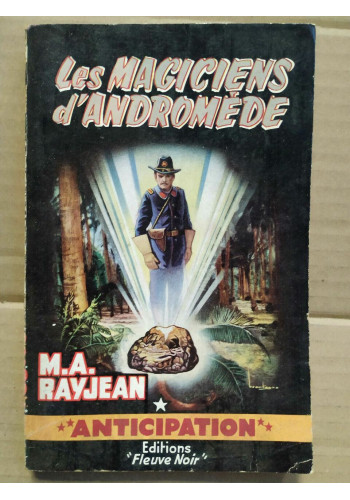 Les MAGICIENS
d'ANDROMÈDE
M.A.
RAYJEAN
ANTICIPATION
Editions
"Fleuve Noir"